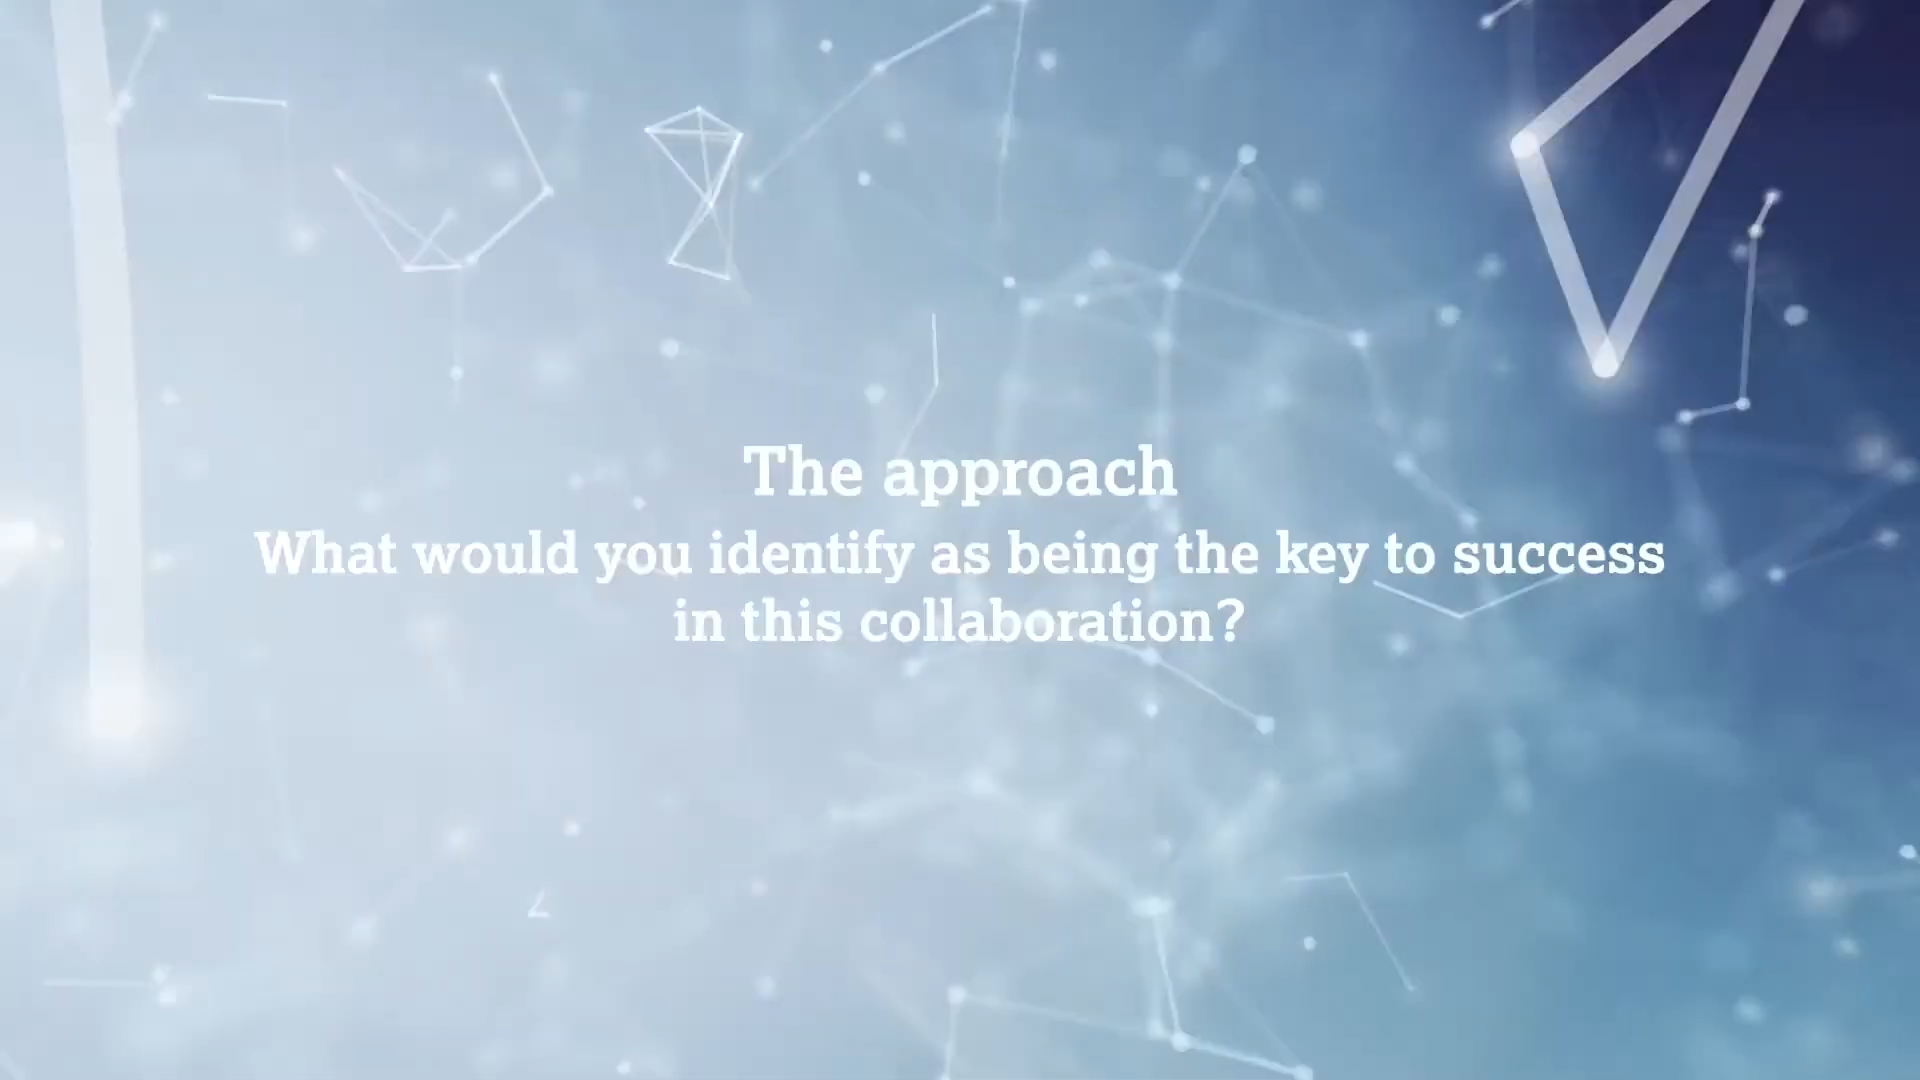 The approach
What would you identify as being the key to success
in this collaboration?